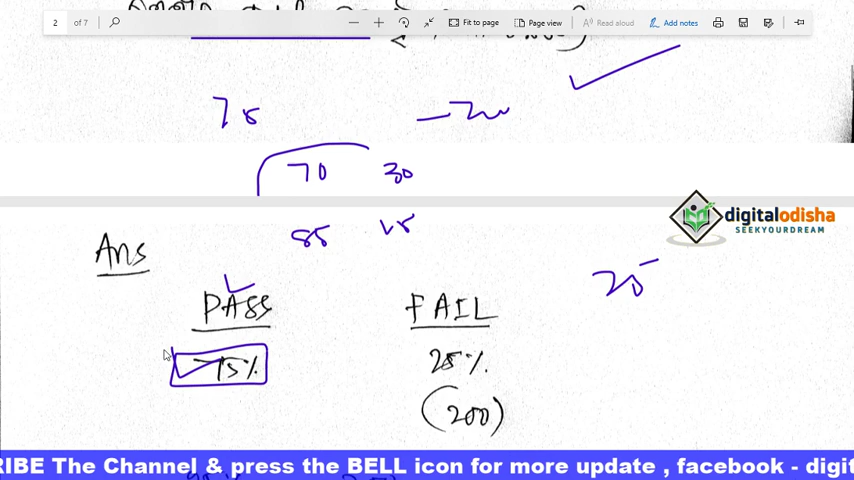 2 of 7 Fit to page Page view Read aloud Add notes
75
70 30
85 15
digitalodisha
SEEKYOURDREAM
Ans
PASS FAIL
75% 25%
(200)
RIBE The Channel & press the BELL icon for more update , facebook - digit